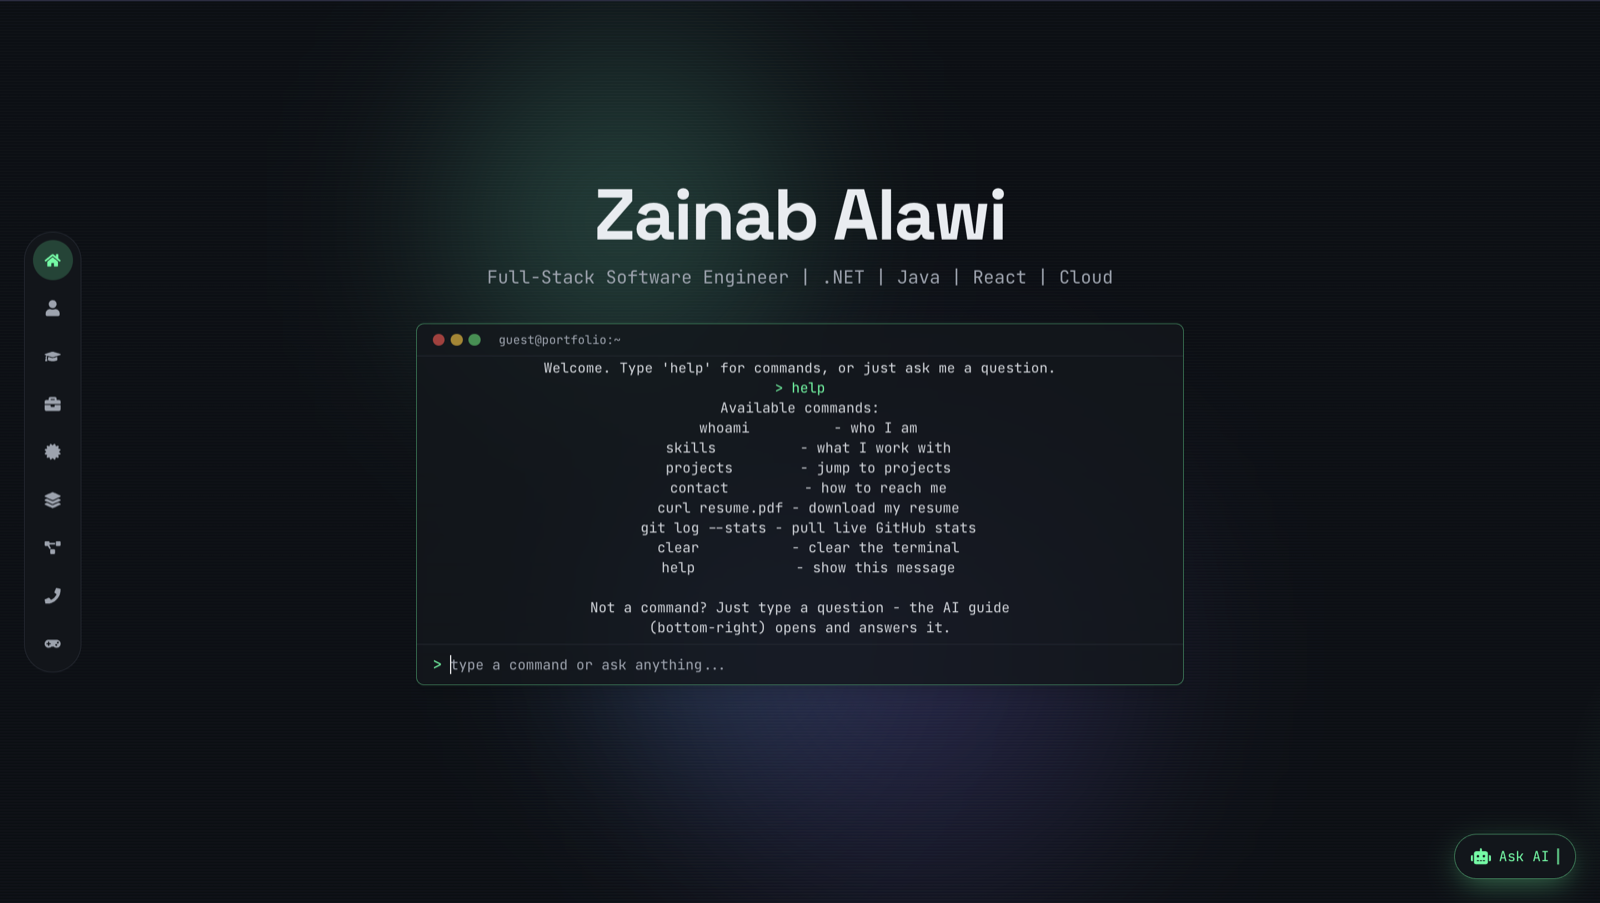 Zainab Alawi
Full-Stack Software Engineer | .NET | Java | React | Cloud
guest@portfolio:~
Welcome. Type 'help' for commands, or just ask me a question.
> help
Available commands:
whoami - who I am
skills - what I work with
projects - jump to projects
contact - how to reach me
curl resume.pdf - download my resume
git log --stats - pull live GitHub stats
clear - clear the terminal
help - show this message
Not a command? Just type a question - the AI guide
(bottom-right) opens and answers it.
> type a command or ask anything...
Ask AI